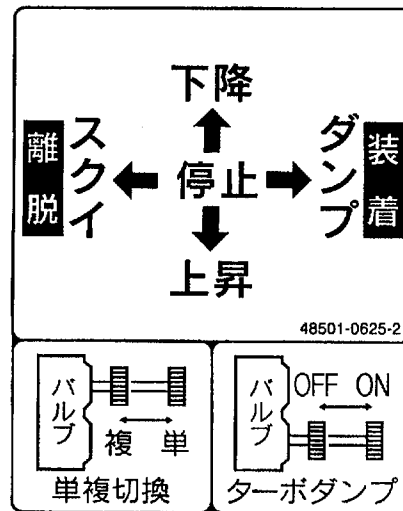 下降
離脱 スクイ 停止 ダンプ 装着
上昇
48501-0625-2
バルブ 複 単
単複切換
バルブ OFF ON
ターボダンプ